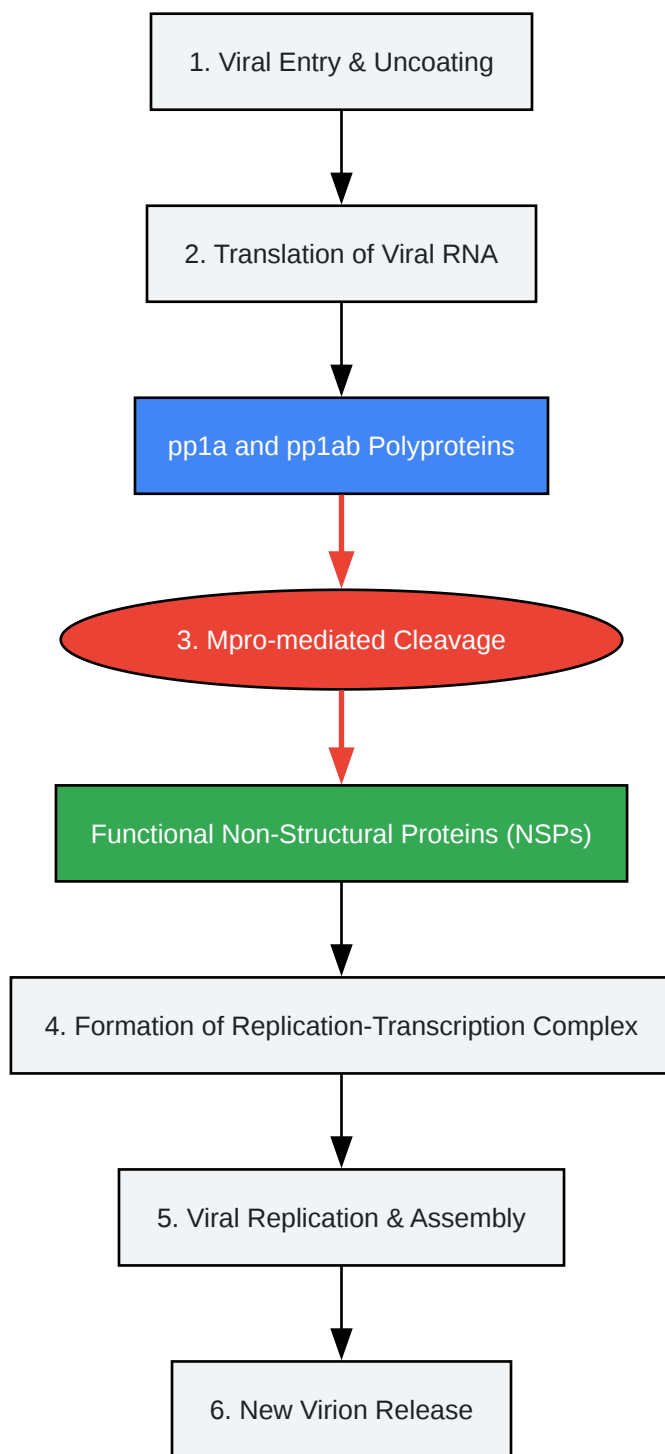 1. Viral Entry & Uncoating
2. Translation of Viral RNA
pp1a and pp1ab Polyproteins
3. Mpro-mediated Cleavage
Functional Non-Structural Proteins (NSPs)
4. Formation of Replication-Transcription Complex
5. Viral Replication & Assembly
6. New Virion Release